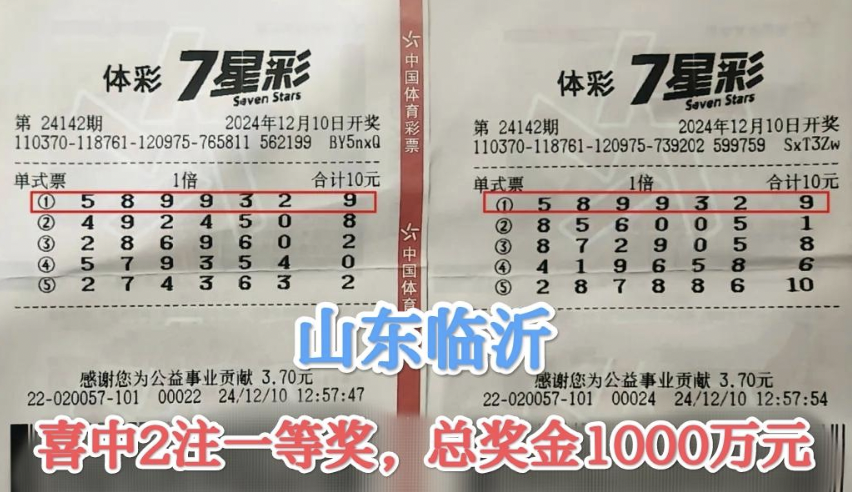 体彩 7星彩
Seven Stars
第 24142期 2024年12月10日开奖
110370-118761-120975-765811 562199 BY5nxQ
单式票 1倍 合计10元
① 5 8 9 9 3 2 9
② 4 9 2 4 5 0 8
③ 2 8 6 9 6 0 2
④ 5 7 9 3 5 4 0
⑤ 2 7 4 3 6 3 2
感谢您为公益事业贡献 3.70元
22-020057-101 00022 24/12/10 12:57:47
中国体育彩票
中国体育
体彩 7星彩
Seven Stars
第 24142期 2024年12月10日开奖
110370-118761-120975-739202 599759 SxT3Zw
单式票 1倍 合计10元
① 5 8 9 9 3 2 9
② 8 5 6 0 0 5 1
③ 8 7 2 9 0 5 8
④ 4 1 9 6 5 8 6
⑤ 2 8 7 8 8 6 10
感谢您为公益事业贡献 3.70元
22-020057-101 00024 24/12/10 12:57:54
山东临沂
喜中2注一等奖，总奖金1000万元